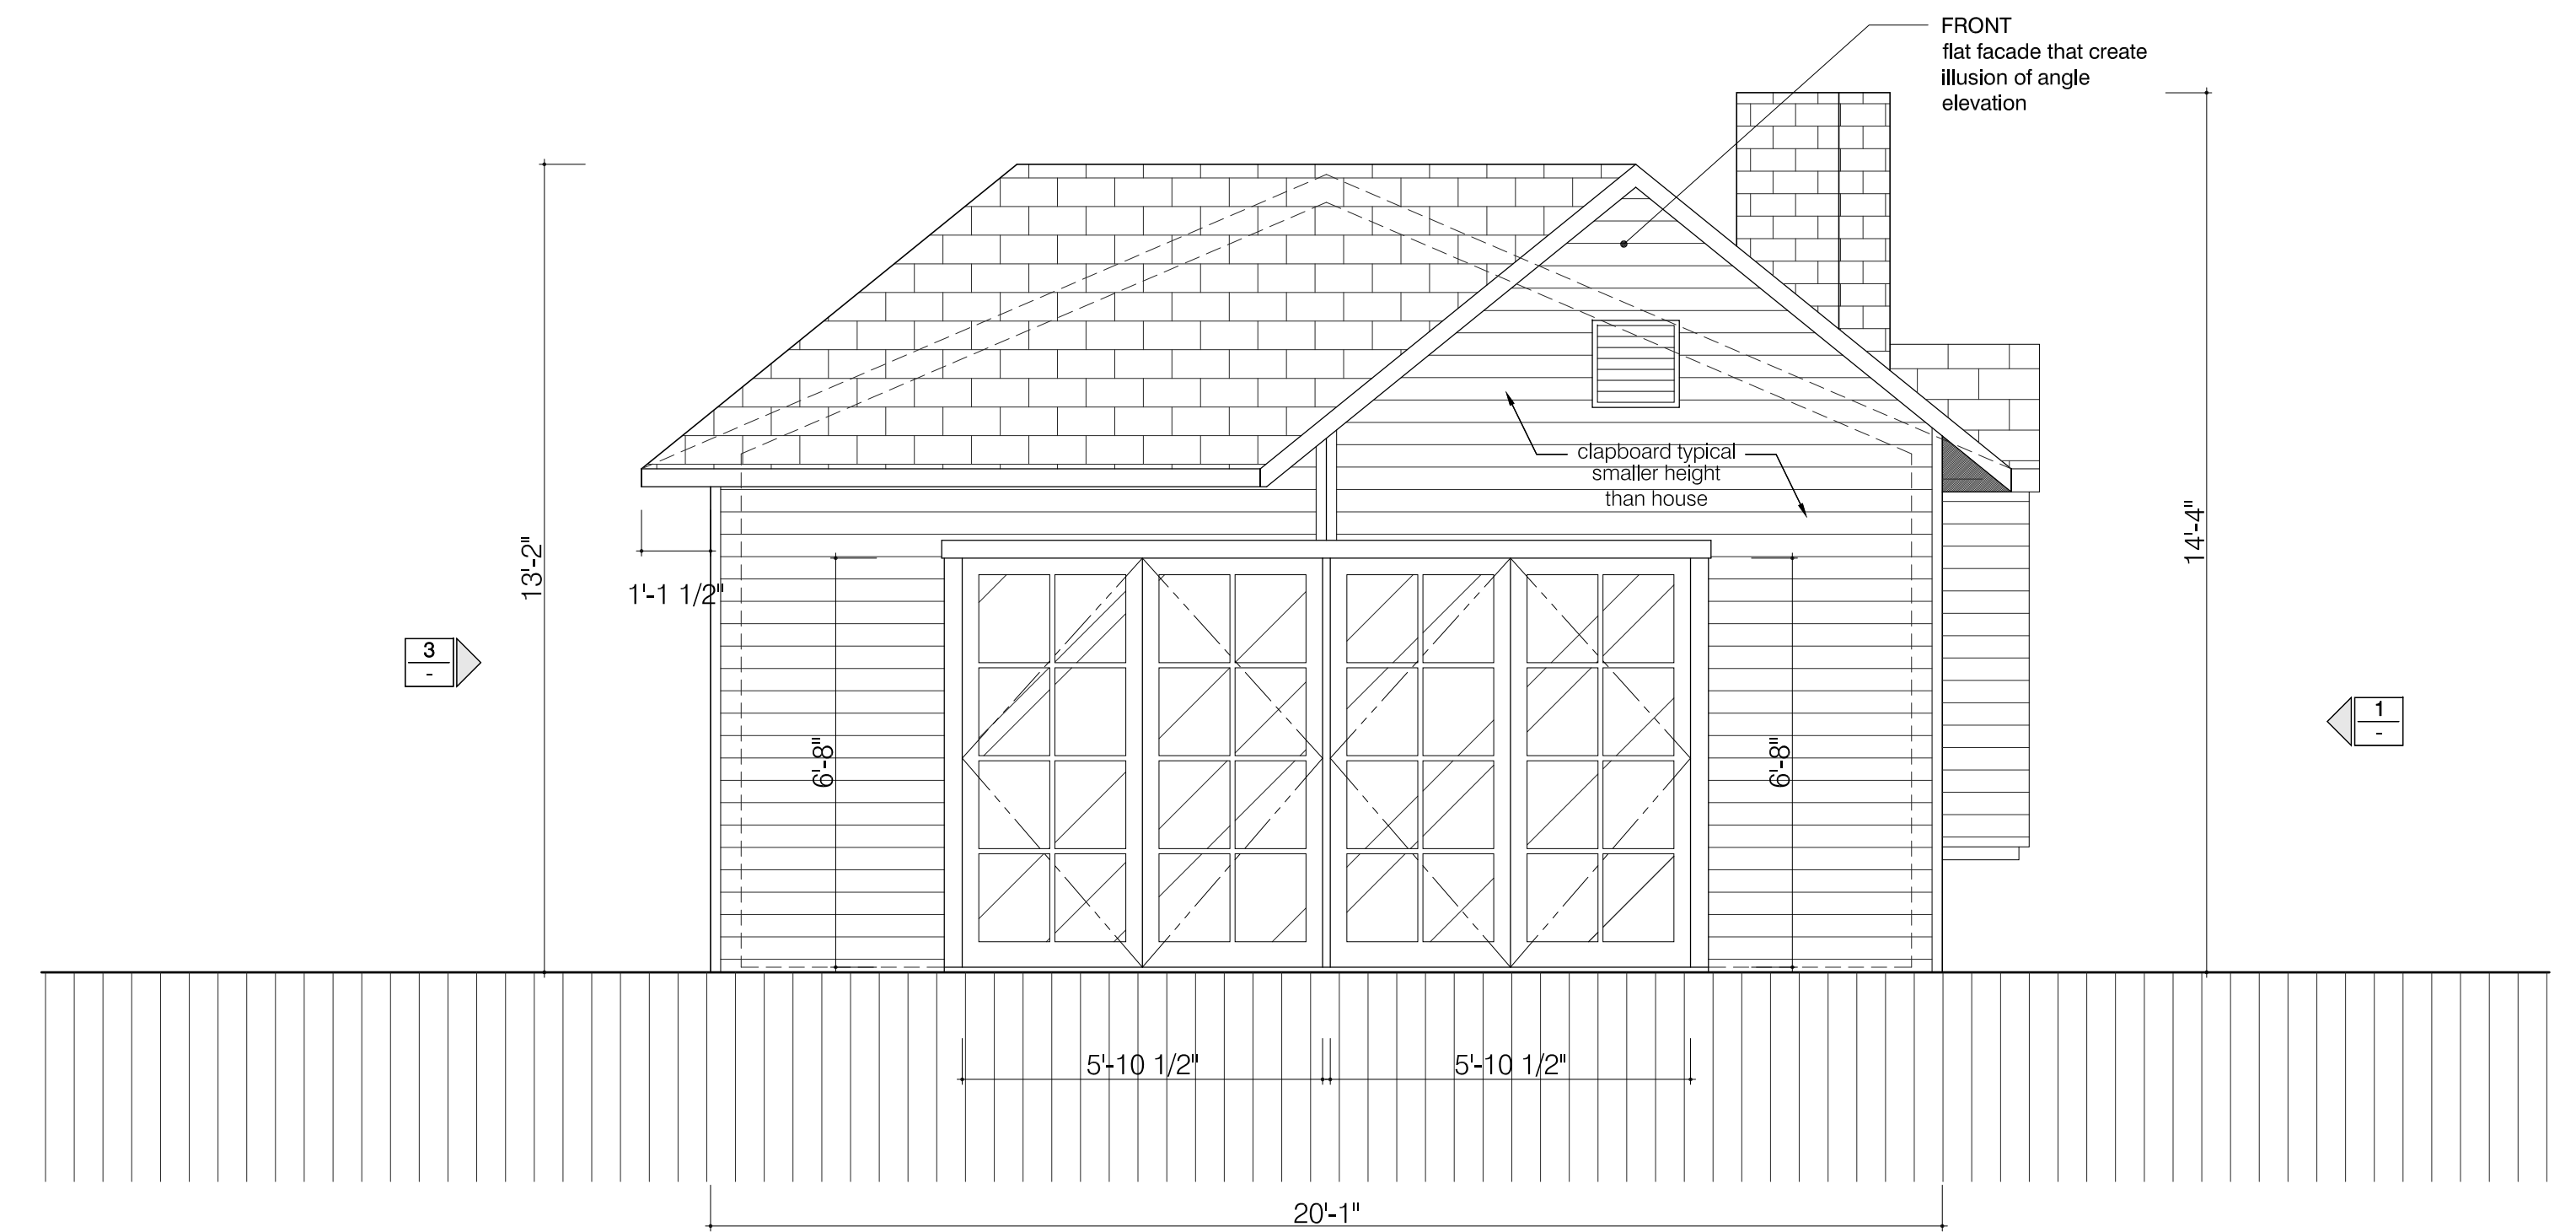 FRONT
flat facade that create
illusion of angle
elevation
clapboard typical
smaller height
than house
13'-2"
14'-4"
1'-1 1/2"
3
-
1
-
6'-8"
6'-8"
5'-10 1/2"
5'-10 1/2"
20'-1"